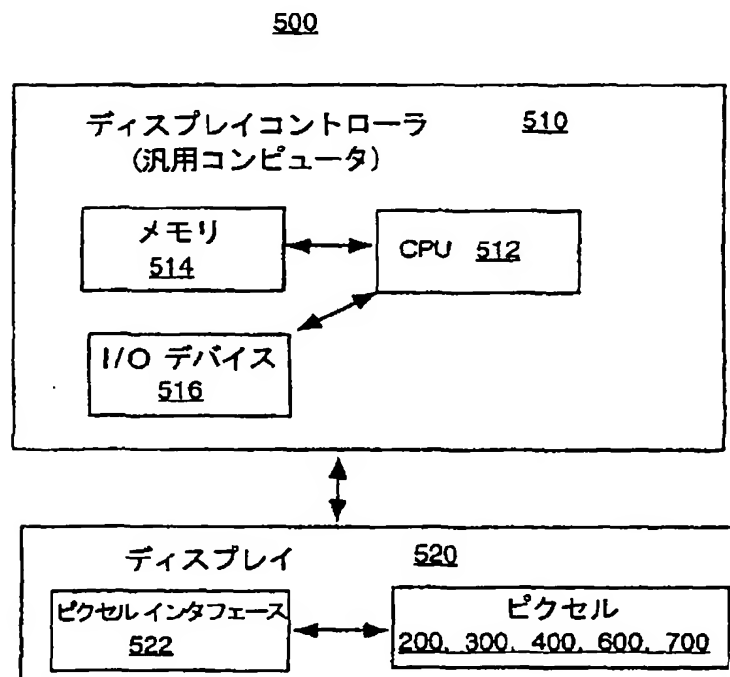 500
ディスプレイコントローラ 510
(汎用コンピュータ)
メモリ
514
CPU 512
I/O デバイス
516
ディスプレイ 520
ピクセル インタフェース
522
ピクセル
200, 300, 400, 600, 700